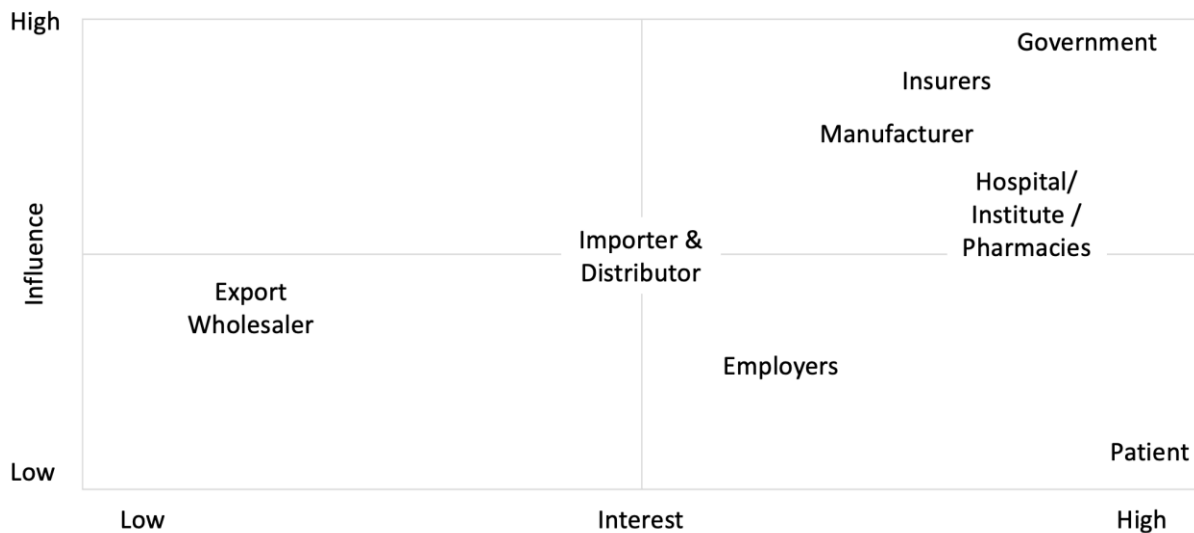 High
Government
Insurers
Manufacturer
Hospital/
Institute /
Pharmacies
Influence
Importer &
Distributor
Export
Wholesaler
Employers
Patient
Low
Low
Interest
High